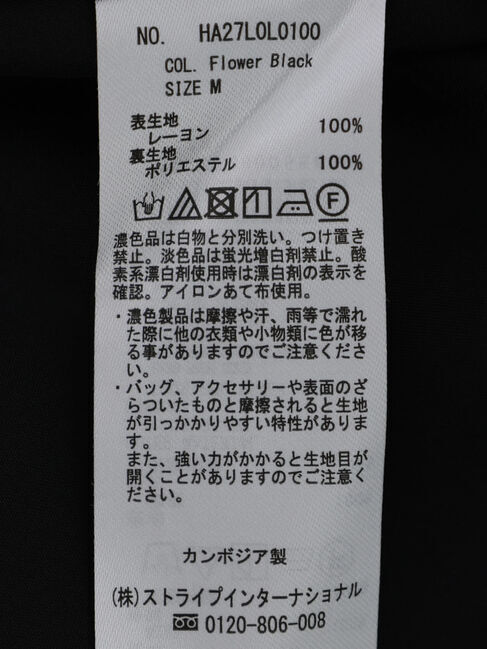 NO. HA27L0L0100
COL. Flower Black
SIZE M
表生地
レーヨン 100%
裏生地
ポリエステル 100%
F
濃色品は白物と分別洗い。つけ置き
禁止。淡色品は蛍光増白剤禁止。酸
素系漂白剤使用時は漂白剤の表示を
確認。アイロンあて布使用。
・濃色製品は摩擦や汗、雨等で濡れ
た際に他の衣類や小物類に色が移
る事がありますのでご注意くださ
い。
・バッグ、アクセサリーや表面のざ
らついたものと摩擦されると生地
が引っかかりやすい特性がありま
す。
また、強い力がかかると生地目が
開くことがありますのでご注意く
ださい。
カンボジア製
(株)ストライプインターナショナル
0120-806-008